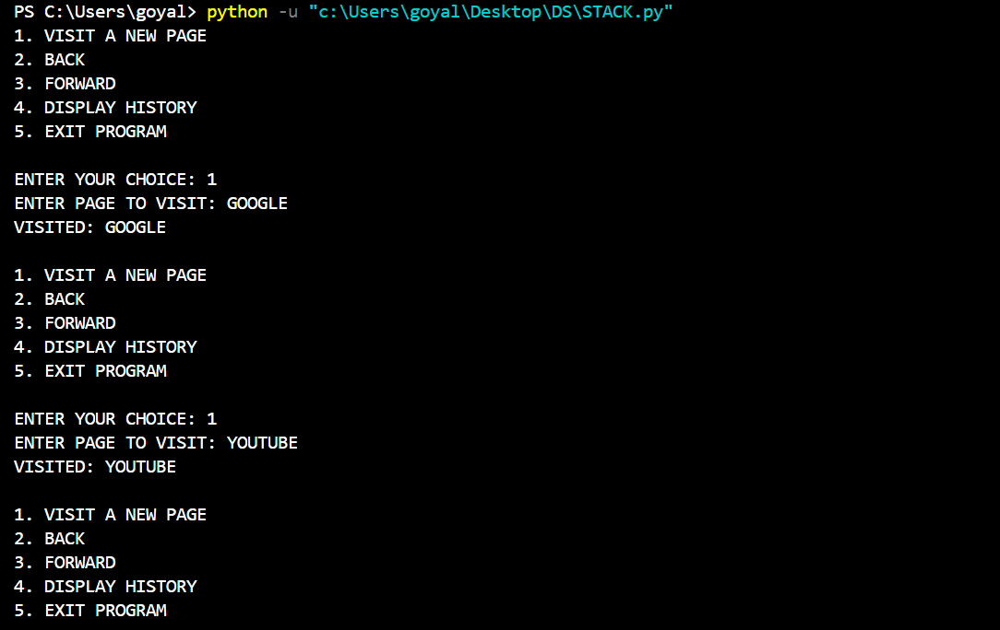 PS C:\Users\goyal> python -u "c:\Users\goyal\Desktop\DS\STACK.py"
1. VISIT A NEW PAGE
2. BACK
3. FORWARD
4. DISPLAY HISTORY
5. EXIT PROGRAM
ENTER YOUR CHOICE: 1
ENTER PAGE TO VISIT: GOOGLE
VISITED: GOOGLE
1. VISIT A NEW PAGE
2. BACK
3. FORWARD
4. DISPLAY HISTORY
5. EXIT PROGRAM
ENTER YOUR CHOICE: 1
ENTER PAGE TO VISIT: YOUTUBE
VISITED: YOUTUBE
1. VISIT A NEW PAGE
2. BACK
3. FORWARD
4. DISPLAY HISTORY
5. EXIT PROGRAM